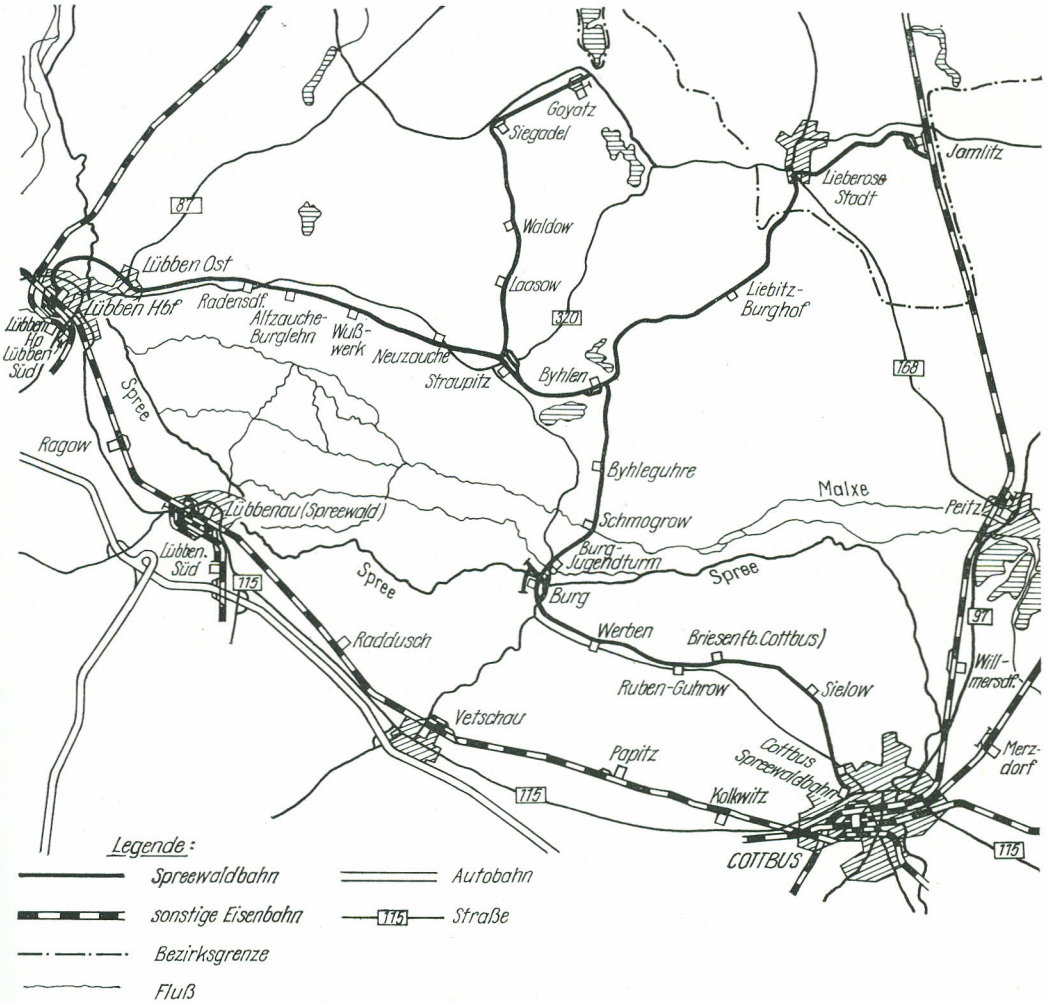 Goyatz
Siegadel
Jamlitz
Lieberose
Stadt
87
Waldow
Lübben Ost
Laasow
Liebitz-
Burghof
Lübben Hbf
Radensdf.
Altzauche-
Burglehn
Wuß-
werk
320
Lübben
Hp
Lübben
Süd
Neuzauche
Straupitz
Byhlen
168
Spree
Ragow
Byhleguhre
Malxe
Peitz
Lübbenau (Spreewald)
Schmogrow
Lübben.
Süd
Burg-
Jugendturm
Spree
Spree
115
Burg
97
Werben
Briesen (b. Cottbus)
Raddusch
Will-
mersdf.
Ruben-Guhrow
Sielow
Vetschau
Merz-
dorf
Cottbus
Spreewaldbahn
Papitz
115
Kolkwitz
COTTBUS
115
Legende:
Spreewaldbahn
Autobahn
sonstige Eisenbahn
115
Straße
Bezirksgrenze
Fluß